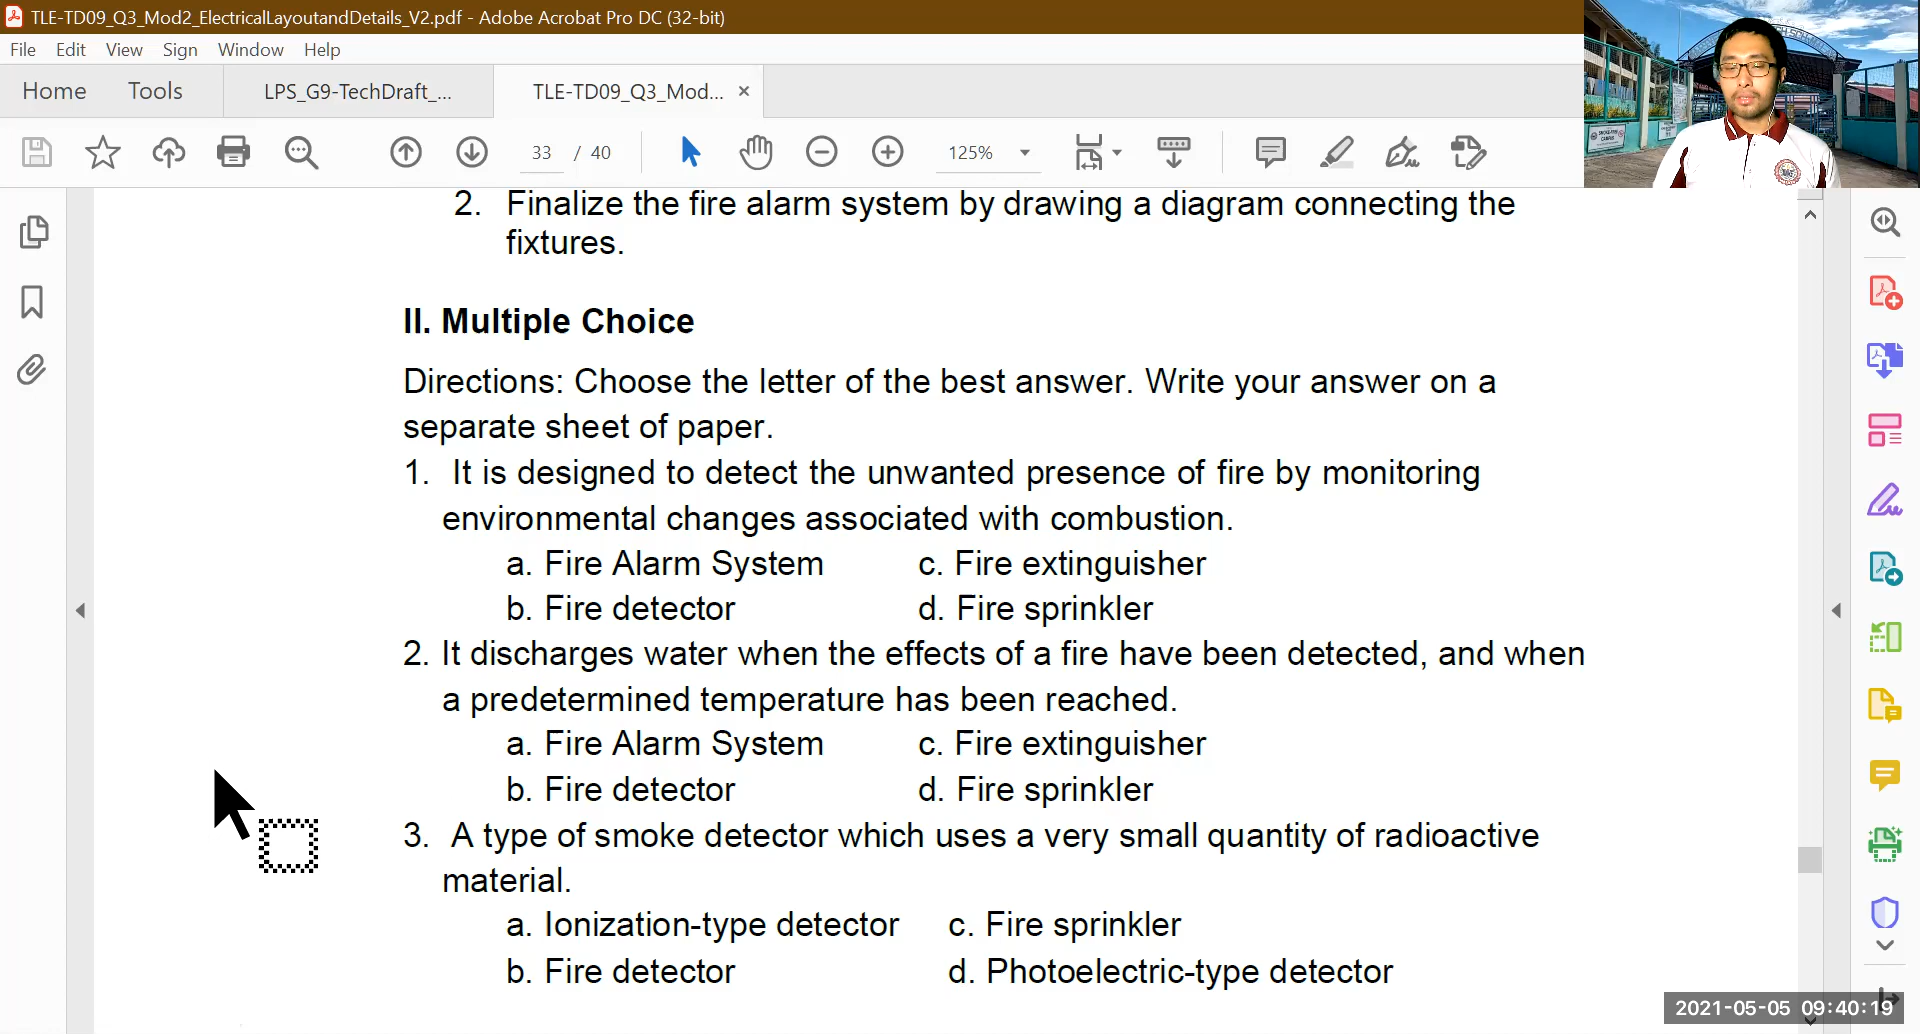 TLE-TD09_Q3_Mod2_ElectricalLayoutandDetails_V2.pdf - Adobe Acrobat Pro DC (32-bit)
File Edit View Sign Window Help
Home Tools LPS_G9-TechDraft_... TLE-TD09_Q3_Mod... ×
33 / 40 125%
2. Finalize the fire alarm system by drawing a diagram connecting the
fixtures.
II. Multiple Choice
Directions: Choose the letter of the best answer. Write your answer on a
separate sheet of paper.
1. It is designed to detect the unwanted presence of fire by monitoring
environmental changes associated with combustion.
a. Fire Alarm System c. Fire extinguisher
b. Fire detector d. Fire sprinkler
2. It discharges water when the effects of a fire have been detected, and when
a predetermined temperature has been reached.
a. Fire Alarm System c. Fire extinguisher
b. Fire detector d. Fire sprinkler
3. A type of smoke detector which uses a very small quantity of radioactive
material.
a. Ionization-type detector c. Fire sprinkler
b. Fire detector d. Photoelectric-type detector
2021-05-05 09:40:19